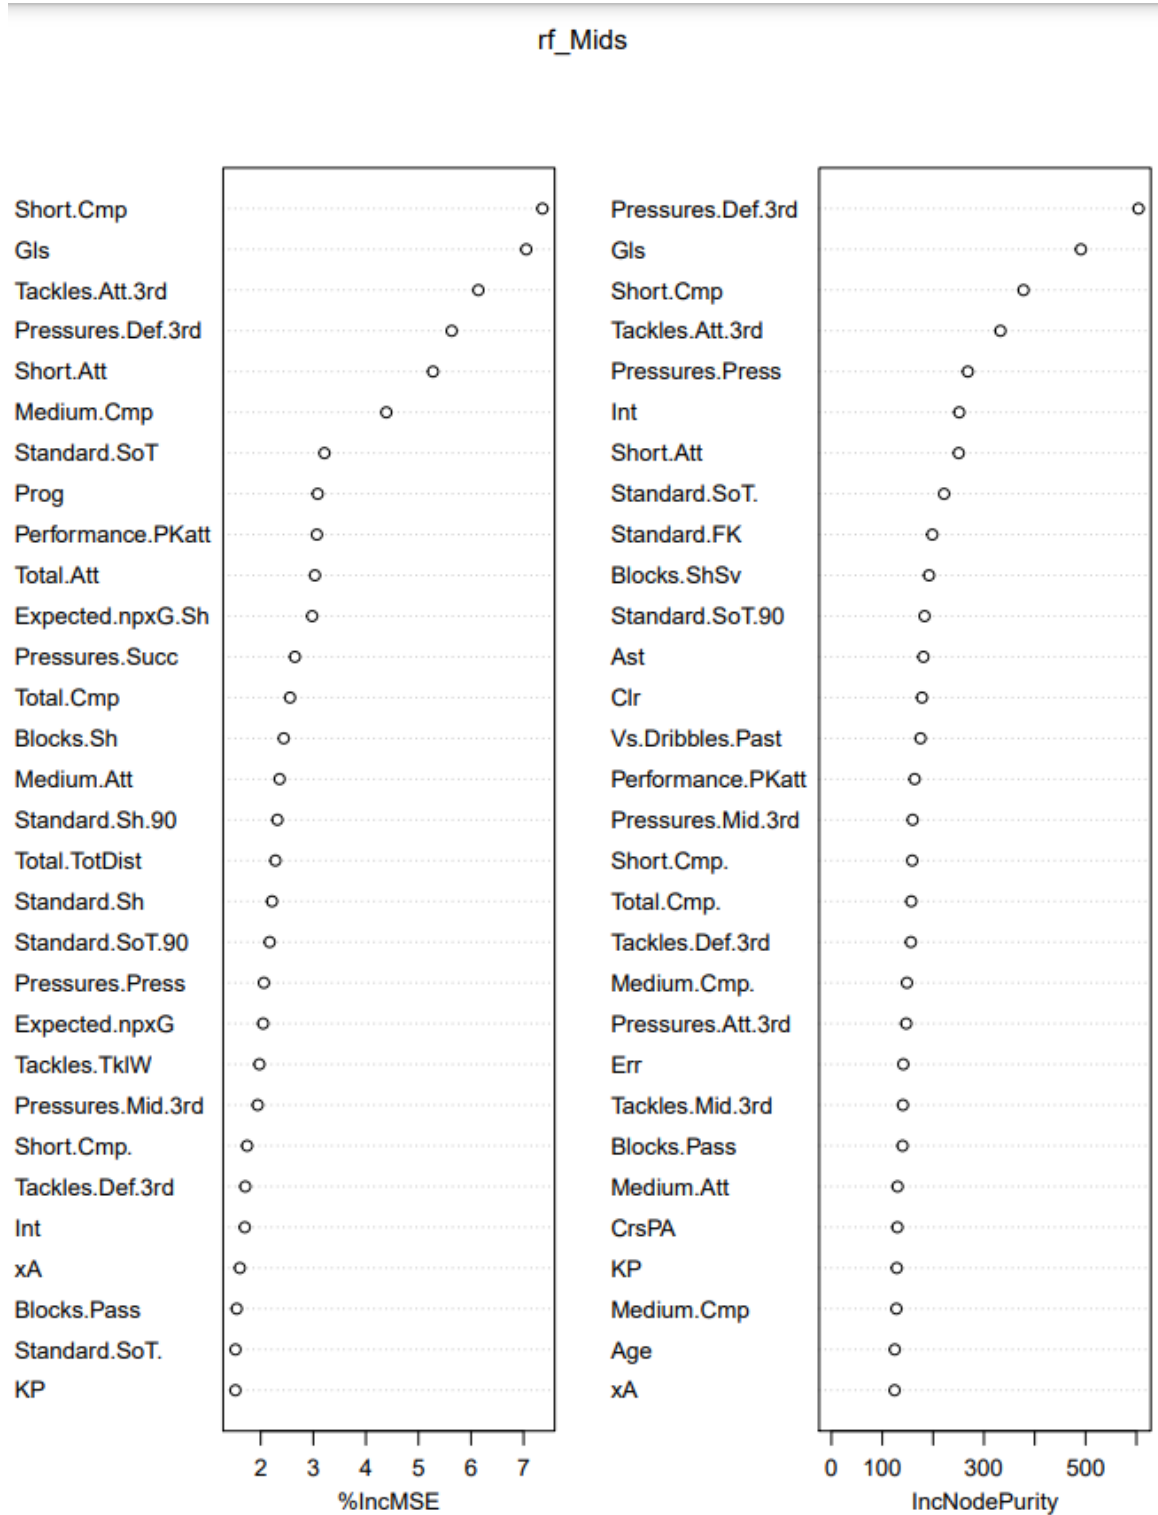 rf_Mids
Short.Cmp
Gls
Tackles.Att.3rd
Pressures.Def.3rd
Short.Att
Medium.Cmp
Standard.SoT
Prog
Performance.PKatt
Total.Att
Expected.npxG.Sh
Pressures.Succ
Total.Cmp
Blocks.Sh
Medium.Att
Standard.Sh.90
Total.TotDist
Standard.Sh
Standard.SoT.90
Pressures.Press
Expected.npxG
Tackles.TklW
Pressures.Mid.3rd
Short.Cmp.
Tackles.Def.3rd
Int
xA
Blocks.Pass
Standard.SoT.
KP
2 3 4 5 6 7
%IncMSE
Pressures.Def.3rd
Gls
Short.Cmp
Tackles.Att.3rd
Pressures.Press
Int
Short.Att
Standard.SoT.
Standard.FK
Blocks.ShSv
Standard.SoT.90
Ast
Clr
Vs.Dribbles.Past
Performance.PKatt
Pressures.Mid.3rd
Short.Cmp.
Total.Cmp.
Tackles.Def.3rd
Medium.Cmp.
Pressures.Att.3rd
Err
Tackles.Mid.3rd
Blocks.Pass
Medium.Att
CrsPA
KP
Medium.Cmp
Age
xA
0 100 300 500
IncNodePurity